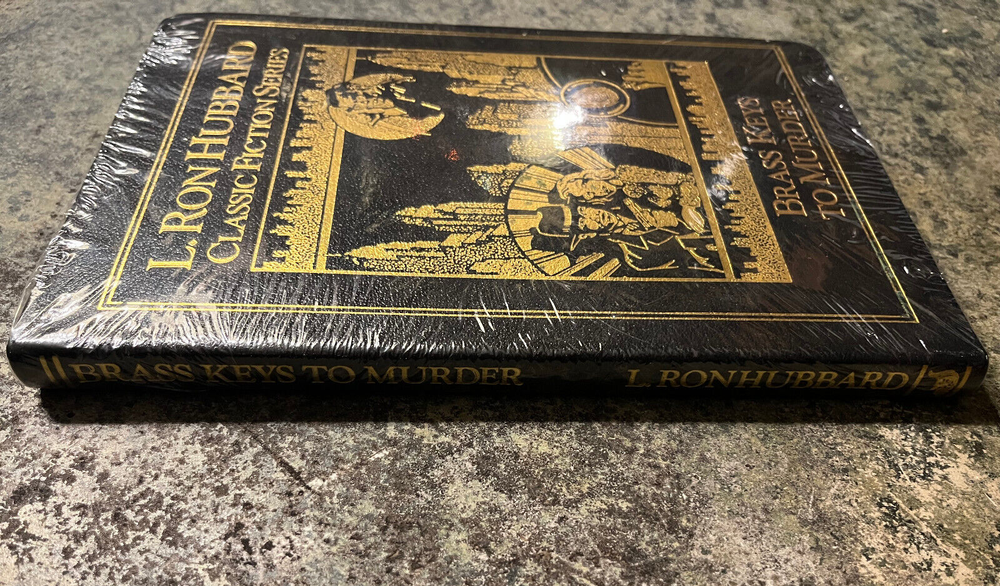 L. RON HUBBARD
CLASSIC FICTION SERIES
BRASS KEYS
TO MURDER
BRASS KEYS TO MURDER
L. RON HUBBARD